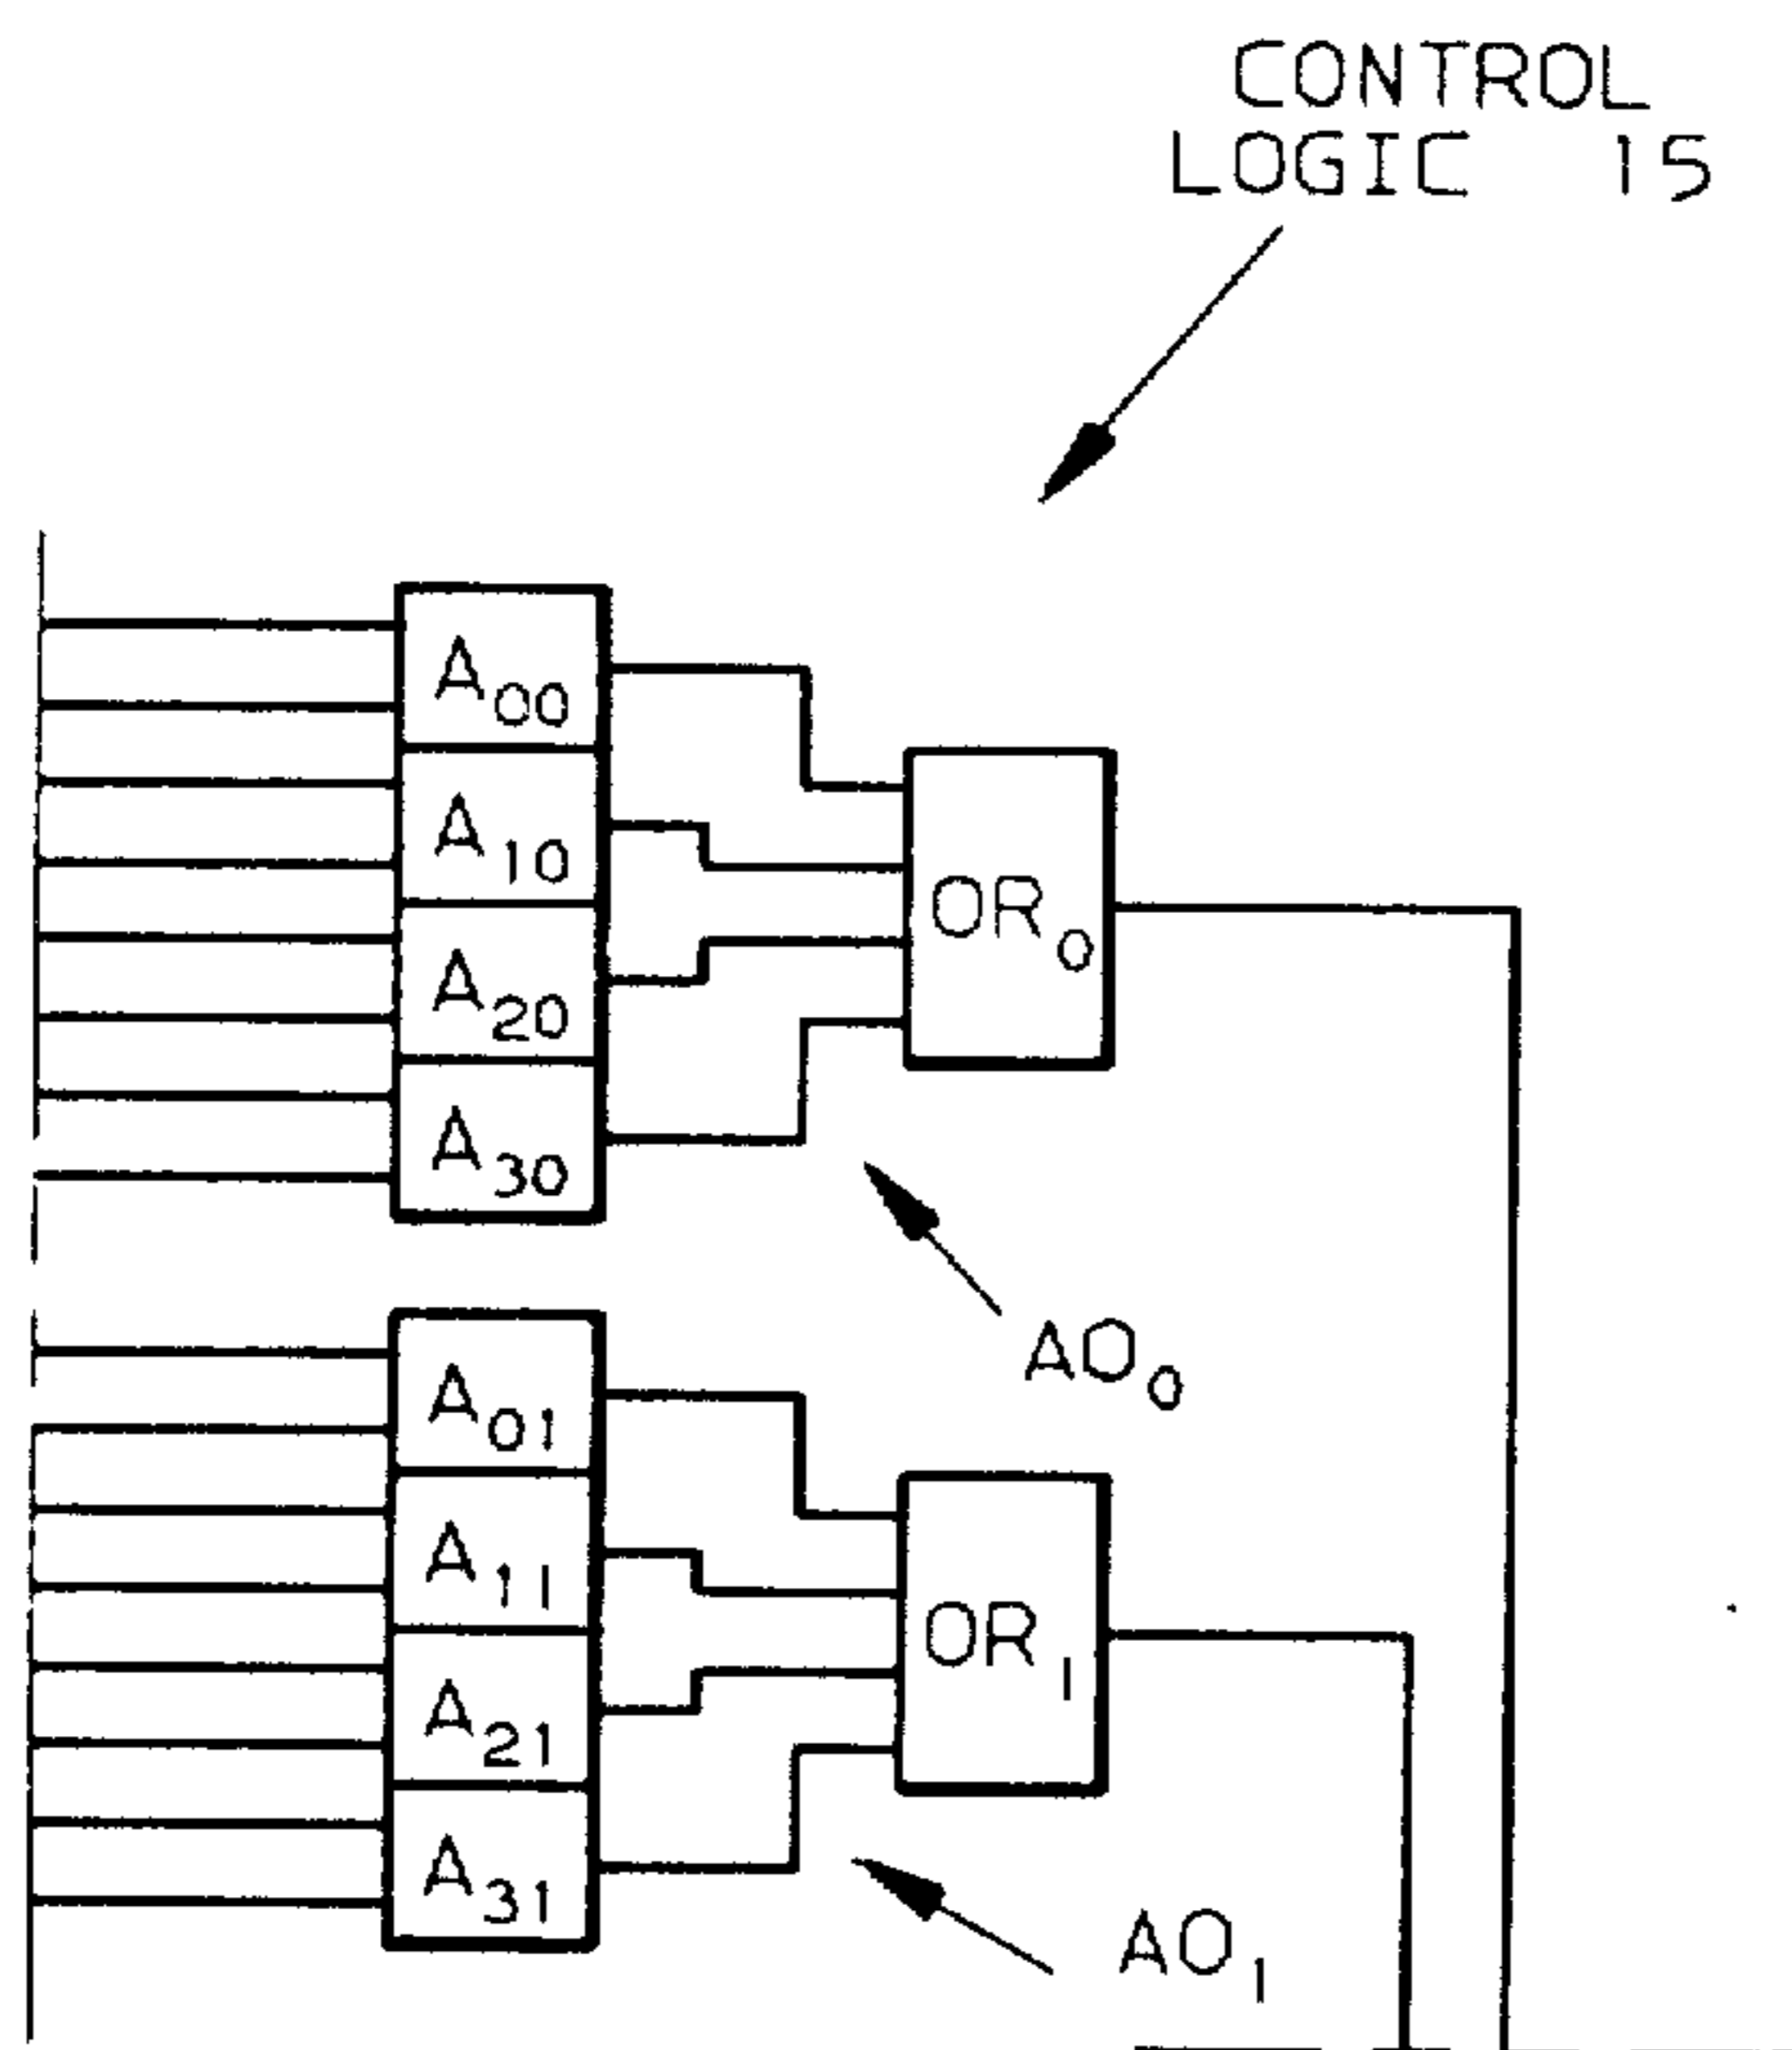 CONTROL
LOGIC 15
A₀₀
A₁₀
OR₀
A₂₀
A₃₀
AO₀
A₀₁
A₁₁
OR₁
A₂₁
A₃₁
AO₁